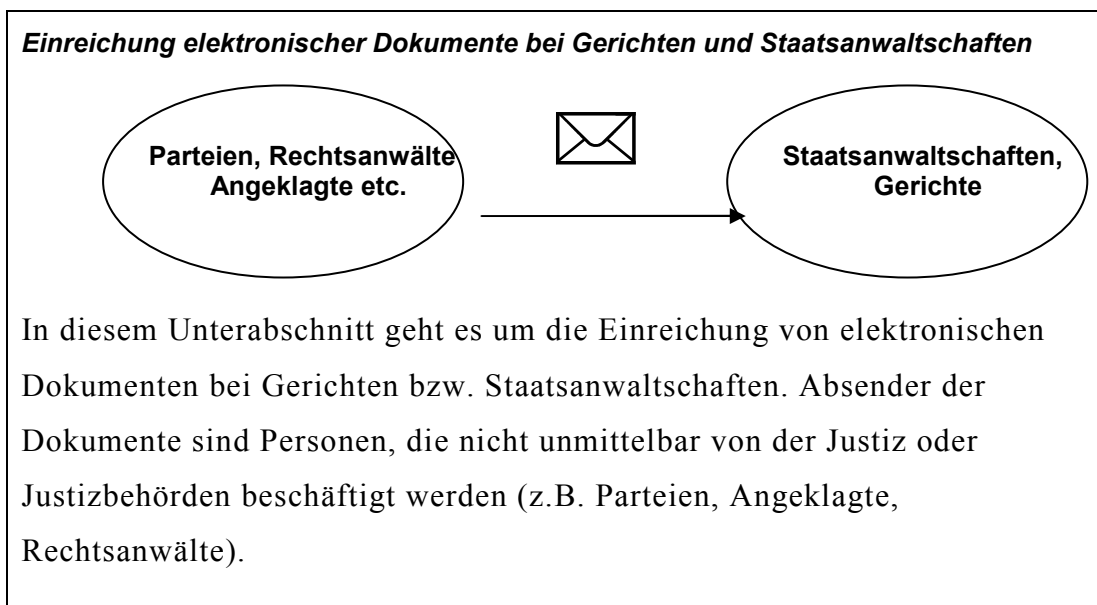 Einreichung elektronischer Dokumente bei Gerichten und Staatsanwaltschaften
Parteien, Rechtsanwälte
Angeklagte etc.
Staatsanwaltschaften,
Gerichte
In diesem Unterabschnitt geht es um die Einreichung von elektronischen
Dokumenten bei Gerichten bzw. Staatsanwaltschaften. Absender der
Dokumente sind Personen, die nicht unmittelbar von der Justiz oder
Justizbehörden beschäftigt werden (z.B. Parteien, Angeklagte,
Rechtsanwälte).